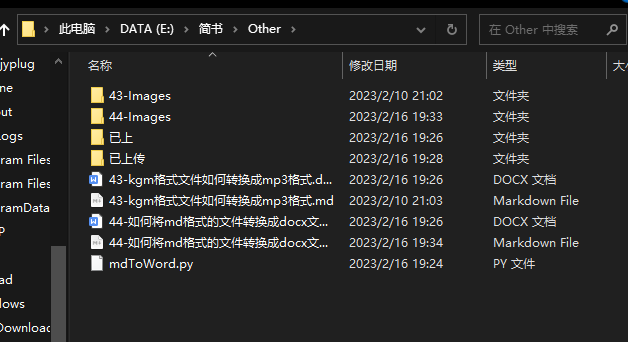 此电脑 DATA (E:) 简书 Other 在 Other 中搜索
jyplug
ne
out
Logs
ram Files
ram Files
ramData
ad
lows
Download
名称 修改日期 类型 大小
43-Images 2023/2/10 21:02 文件夹
44-Images 2023/2/16 19:33 文件夹
已上 2023/2/16 19:26 文件夹
已上传 2023/2/16 19:28 文件夹
43-kgm格式文件如何转换成mp3格式.d... 2023/2/16 19:26 DOCX 文档
43-kgm格式文件如何转换成mp3格式.md 2023/2/10 21:03 Markdown File
44-如何将md格式的文件转换成docx文... 2023/2/16 19:29 DOCX 文档
44-如何将md格式的文件转换成docx文... 2023/2/16 19:34 Markdown File
mdToWord.py 2023/2/16 19:24 PY 文件